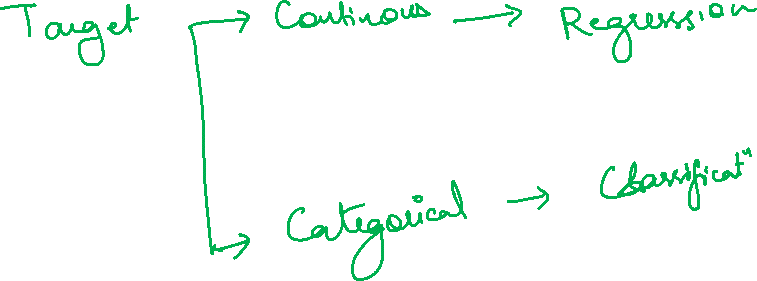 Target → Continous → Regression
→ Categorical → Classificatⁿ